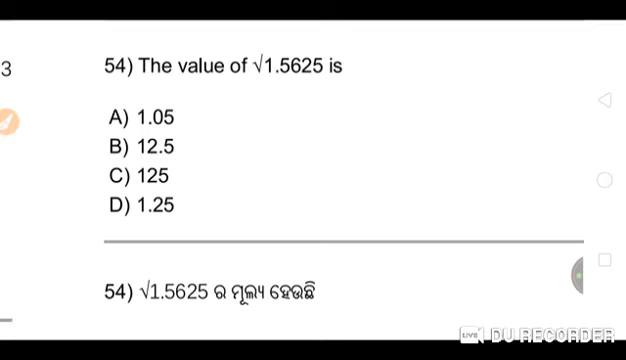 3
54) The value of √1.5625 is
A) 1.05
B) 12.5
C) 125
D) 1.25
54) √1.5625 ର ମୂଲ୍ୟ ହେଉଛି
LIVE DU RECORDER